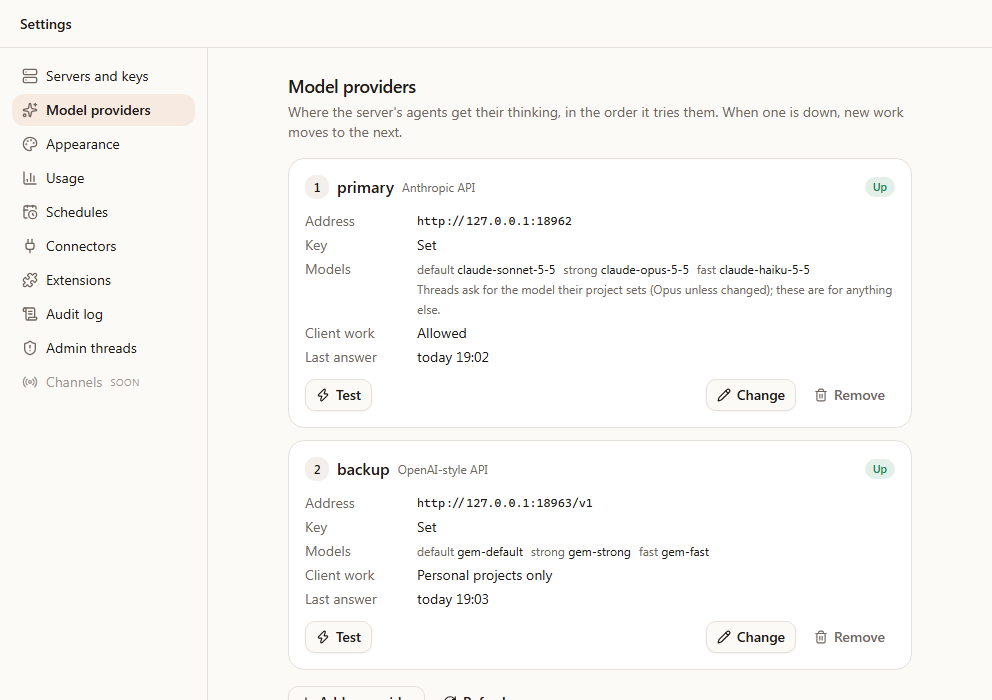 Settings
Servers and keys
Model providers
Appearance
Usage
Schedules
Connectors
Extensions
Audit log
Admin threads
Channels SOON
Model providers
Where the server's agents get their thinking, in the order it tries them. When one is down, new work
moves to the next.
1 primary Anthropic API Up
Address http://127.0.0.1:18962
Key Set
Models default claude-sonnet-5-5 strong claude-opus-5-5 fast claude-haiku-5-5
Threads ask for the model their project sets (Opus unless changed); these are for anything
else.
Client work Allowed
Last answer today 19:02
Test Change Remove
2 backup OpenAI-style API Up
Address http://127.0.0.1:18963/v1
Key Set
Models default gem-default strong gem-strong fast gem-fast
Client work Personal projects only
Last answer today 19:03
Test Change Remove